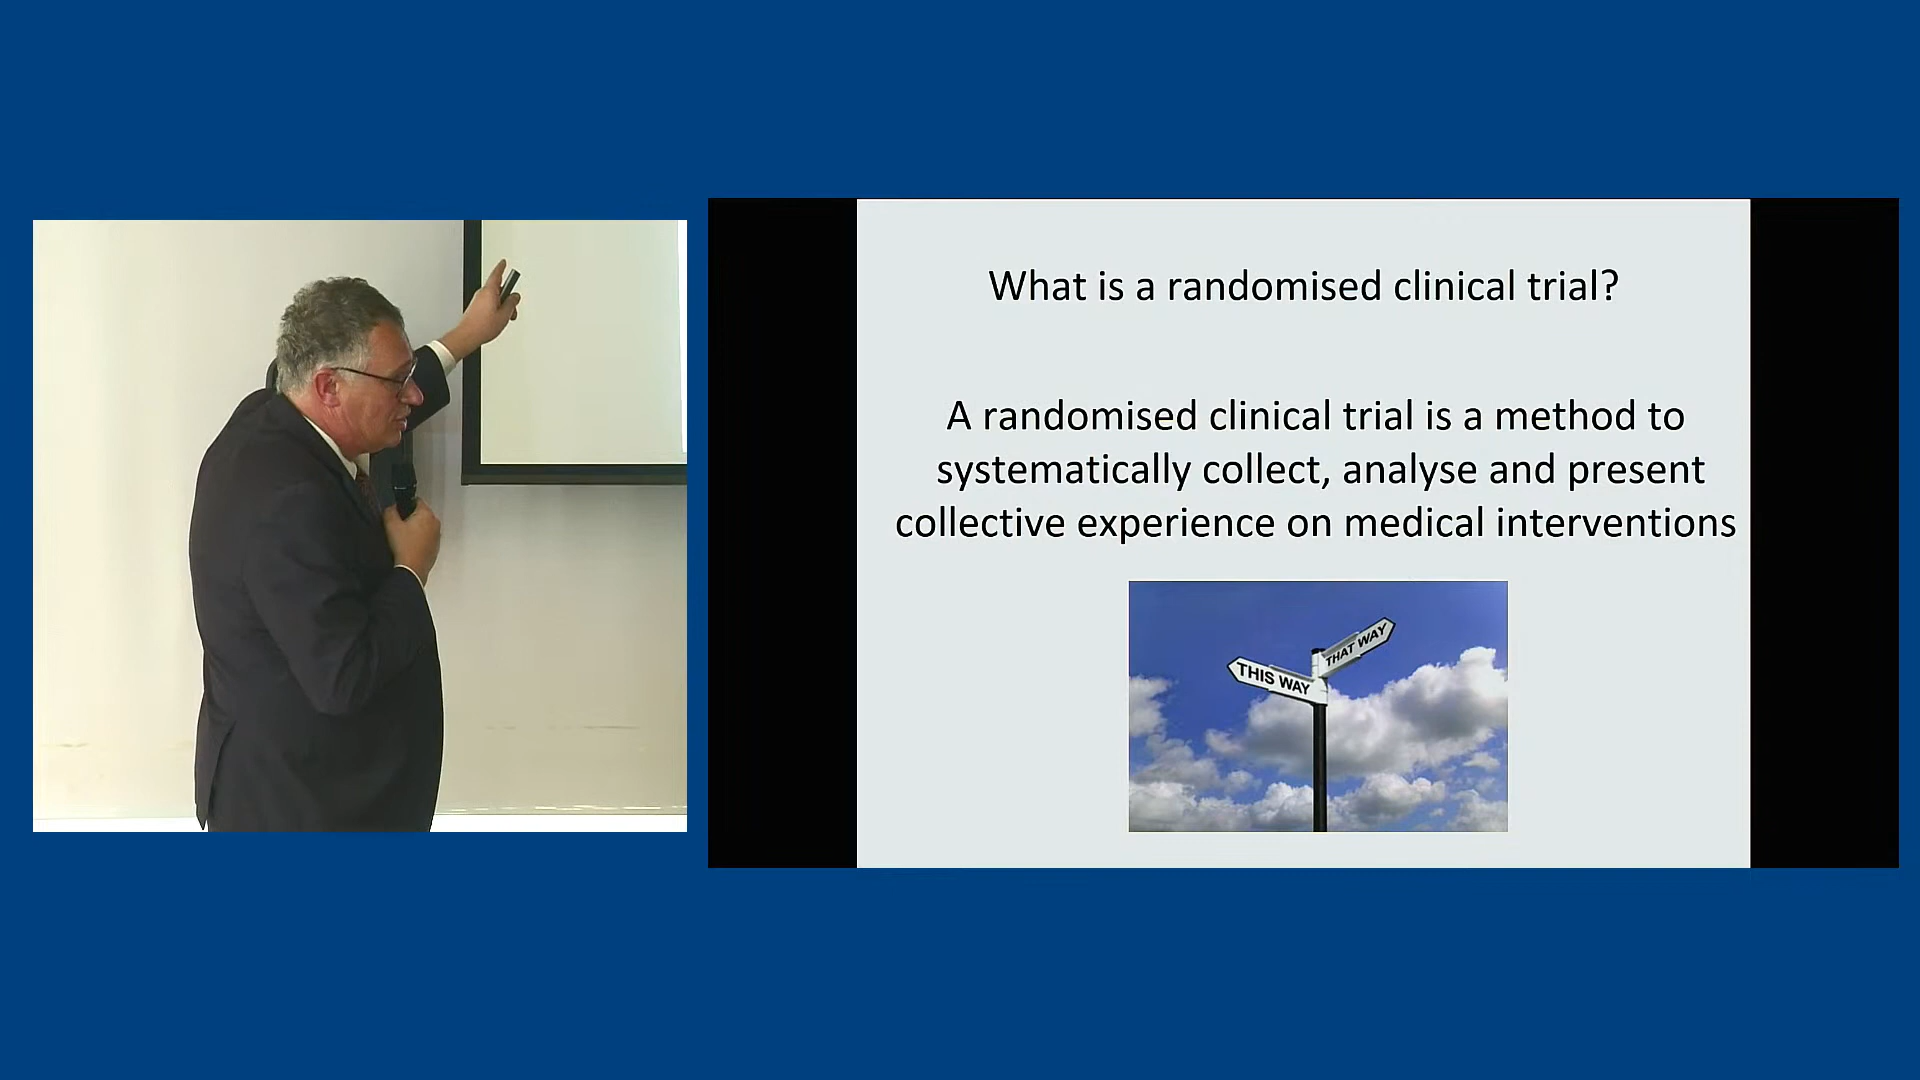 What is a randomised clinical trial?
A randomised clinical trial is a method to
systematically collect, analyse and present
collective experience on medical interventions
THAT WAY
THIS WAY